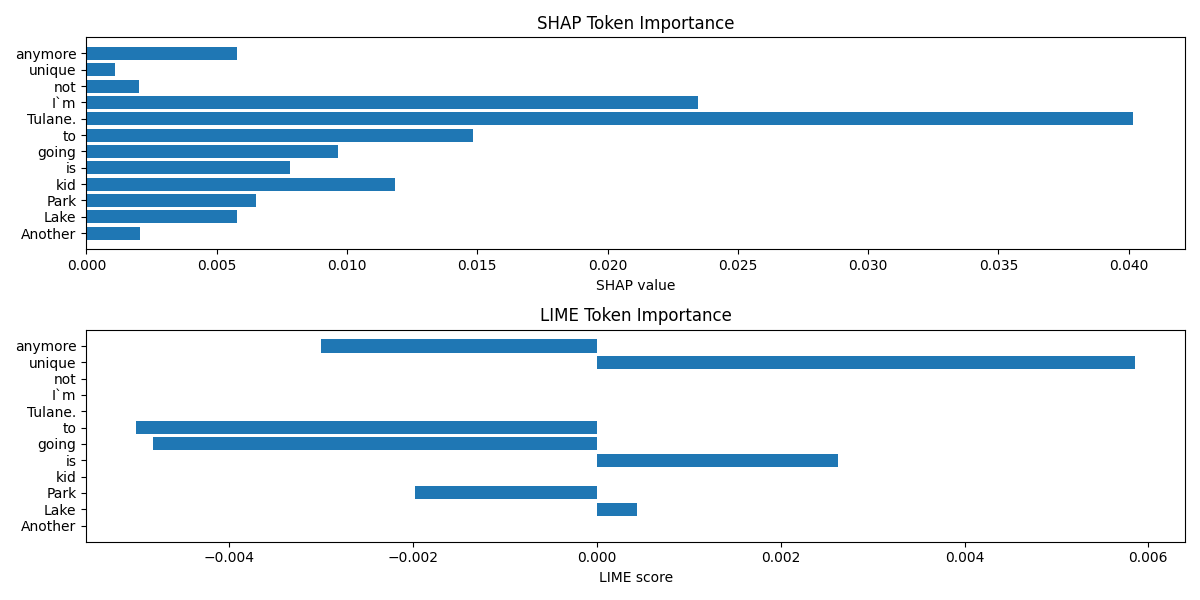 SHAP Token Importance
anymore
unique
not
I`m
Tulane.
to
going
is
kid
Park
Lake
Another
0.000 0.005 0.010 0.015 0.020 0.025 0.030 0.035 0.040
SHAP value
LIME Token Importance
anymore
unique
not
I`m
Tulane.
to
going
is
kid
Park
Lake
Another
−0.004 −0.002 0.000 0.002 0.004 0.006
LIME score